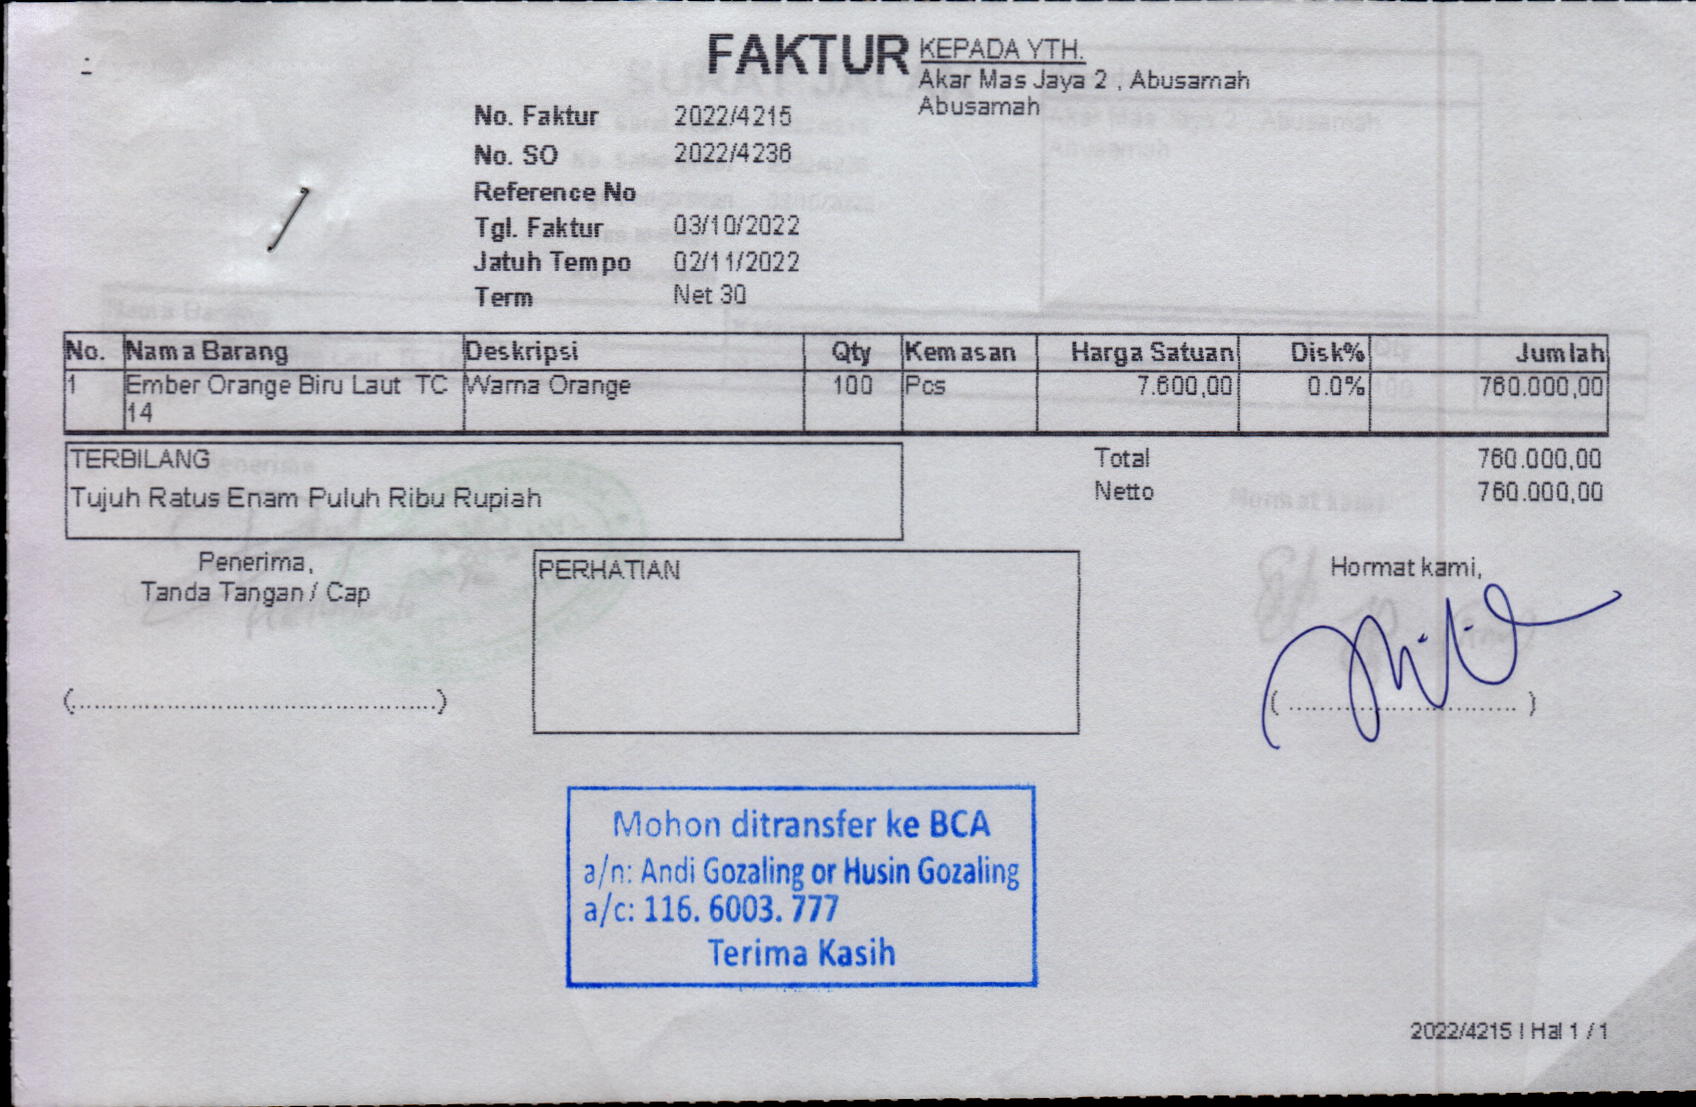 FAKTUR
KEPADA YTH.
Akar Mas Jaya 2 , Abusamah
Abusamah
No. Faktur 2022/4215
No. SO 2022/4236
Reference No
Tgl. Faktur 03/10/2022
Jatuh Tempo 02/11/2022
Term Net 30
No. Nama Barang Deskripsi Qty Kemasan Harga Satuan Disk% Jumlah
1 Ember Orange Biru Laut TC Warna Orange 100 Pcs 7.600,00 0.0% 760.000,00
14
TERBILANG
Tujuh Ratus Enam Puluh Ribu Rupiah
Total 760.000,00
Netto 760.000,00
Penerima,
Tanda Tangan / Cap
(................................................)
PERHATIAN
Hormat kami,
( .............................. )
Mohon ditransfer ke BCA
a/n: Andi Gozaling or Husin Gozaling
a/c: 116. 6003. 777
Terima Kasih
2022/4215 | Hal 1 / 1